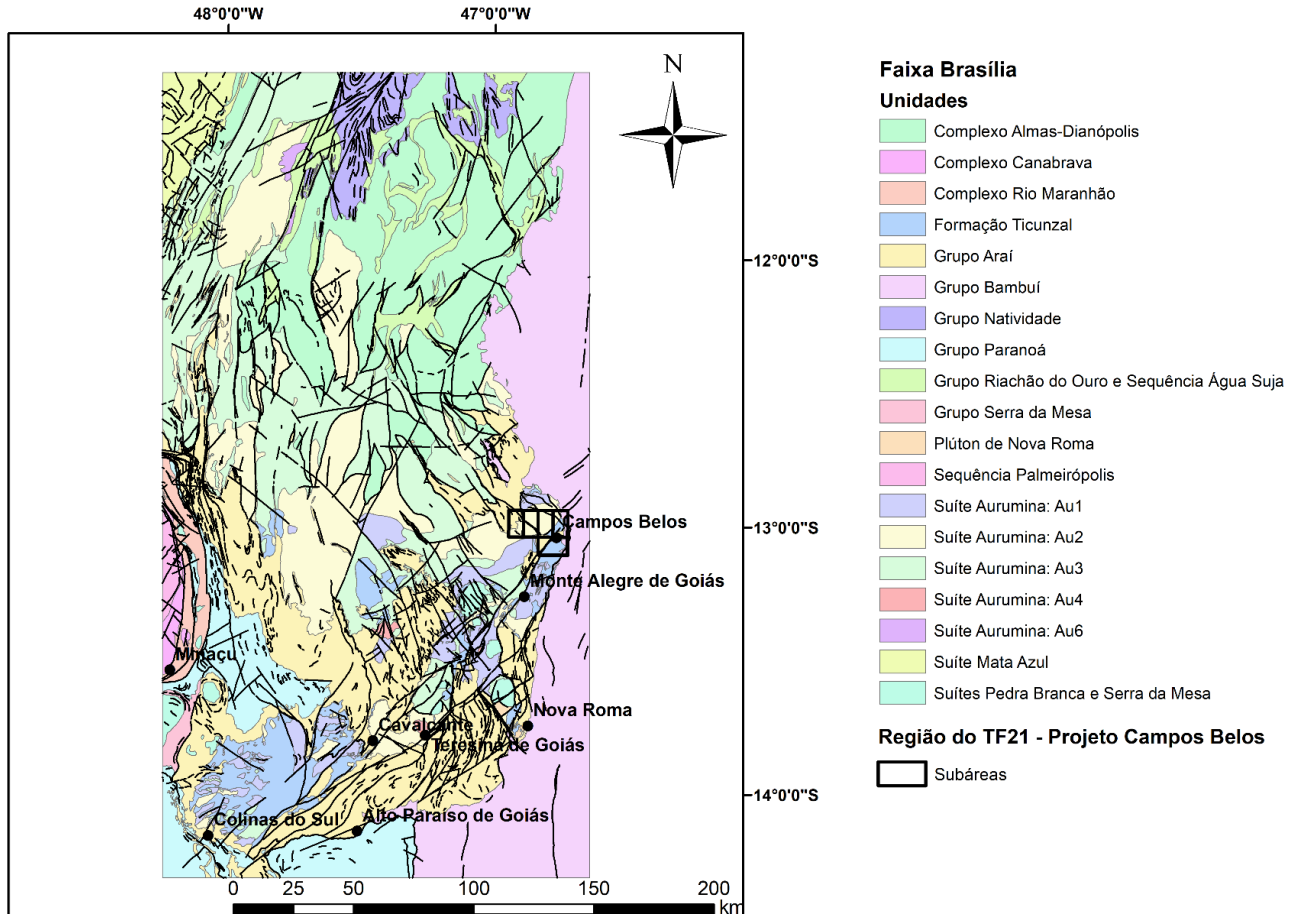 48°0'0"W
47°0'0"W
N
12°0'0"S
13°0'0"S
14°0'0"S
Campos Belos
Monte Alegre de Goiás
Minaçu
Nova Roma
Cavalcante
Teresina de Goiás
Colinas do Sul
Alto Paraíso de Goiás
0 25 50 100 150 200
km
Faixa Brasília
Unidades
Complexo Almas-Dianópolis
Complexo Canabrava
Complexo Rio Maranhão
Formação Ticunzal
Grupo Araí
Grupo Bambuí
Grupo Natividade
Grupo Paranoá
Grupo Riachão do Ouro e Sequência Água Suja
Grupo Serra da Mesa
Plúton de Nova Roma
Sequência Palmeirópolis
Suíte Aurumina: Au1
Suíte Aurumina: Au2
Suíte Aurumina: Au3
Suíte Aurumina: Au4
Suíte Aurumina: Au6
Suíte Mata Azul
Suítes Pedra Branca e Serra da Mesa
Região do TF21 - Projeto Campos Belos
Subáreas